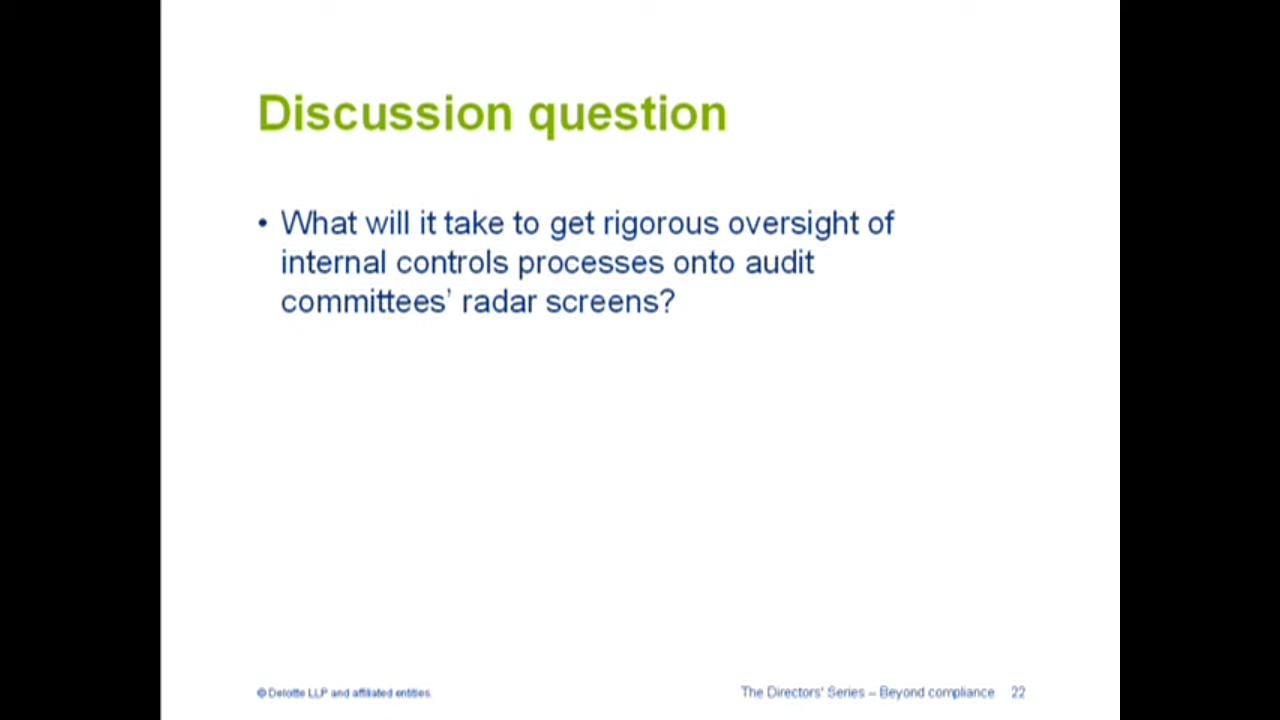 Discussion question
• What will it take to get rigorous oversight of
internal controls processes onto audit
committees’ radar screens?
© Deloitte LLP and affiliated entities.
The Directors’ Series – Beyond compliance 22